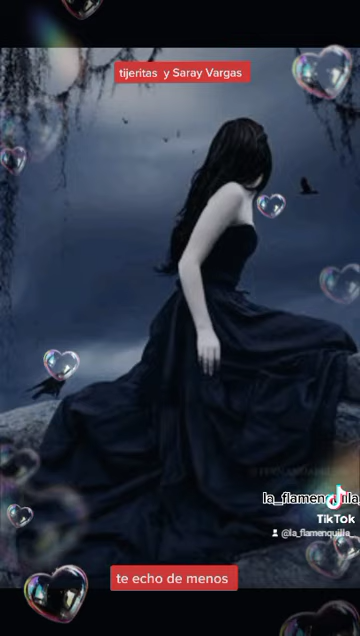 tijeritas y Saray Vargas
la_flamenquilla
TikTok
@la_flamenquilla
te echo de menos